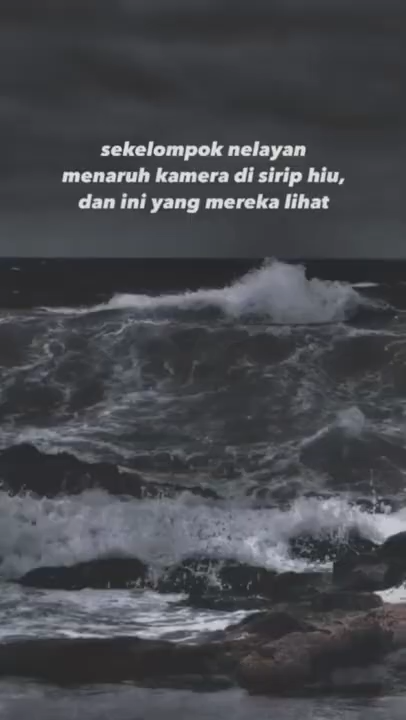 sekelompok nelayan
menaruh kamera di sirip hiu,
dan ini yang mereka lihat